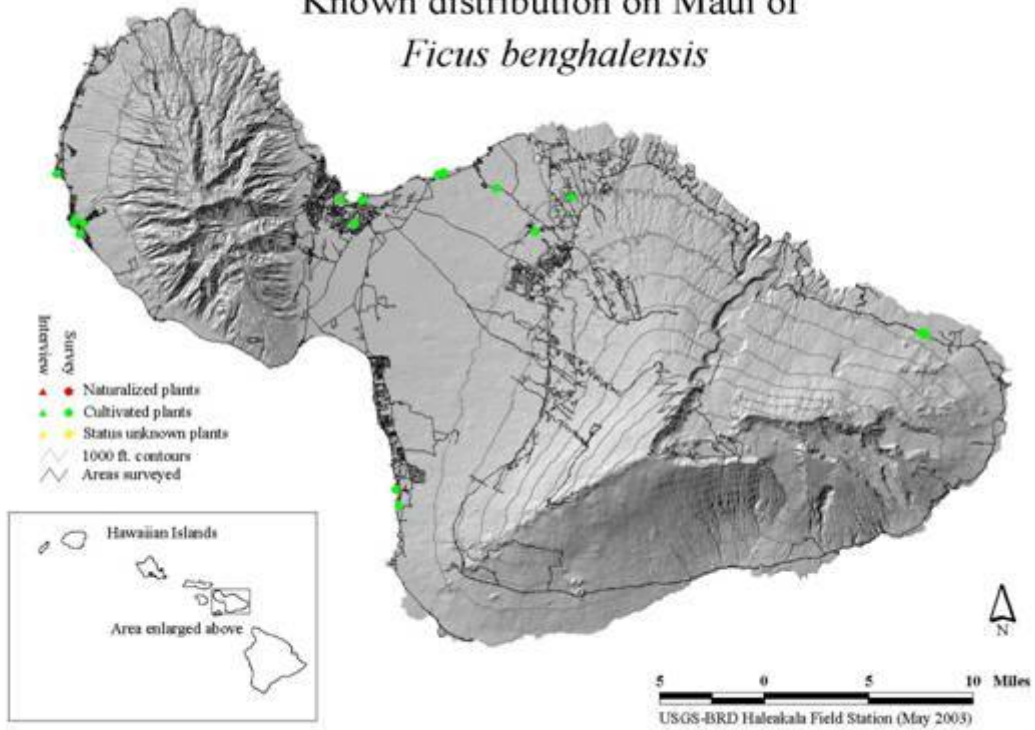 Known distribution on Maui of
Ficus benghalensis
Interview
Survey
Naturalized plants
Cultivated plants
Status unknown plants
1000 ft. contours
Areas surveyed
Hawaiian Islands
Area enlarged above
N
5 0 5 10 Miles
USGS-BRD Haleakala Field Station (May 2003)